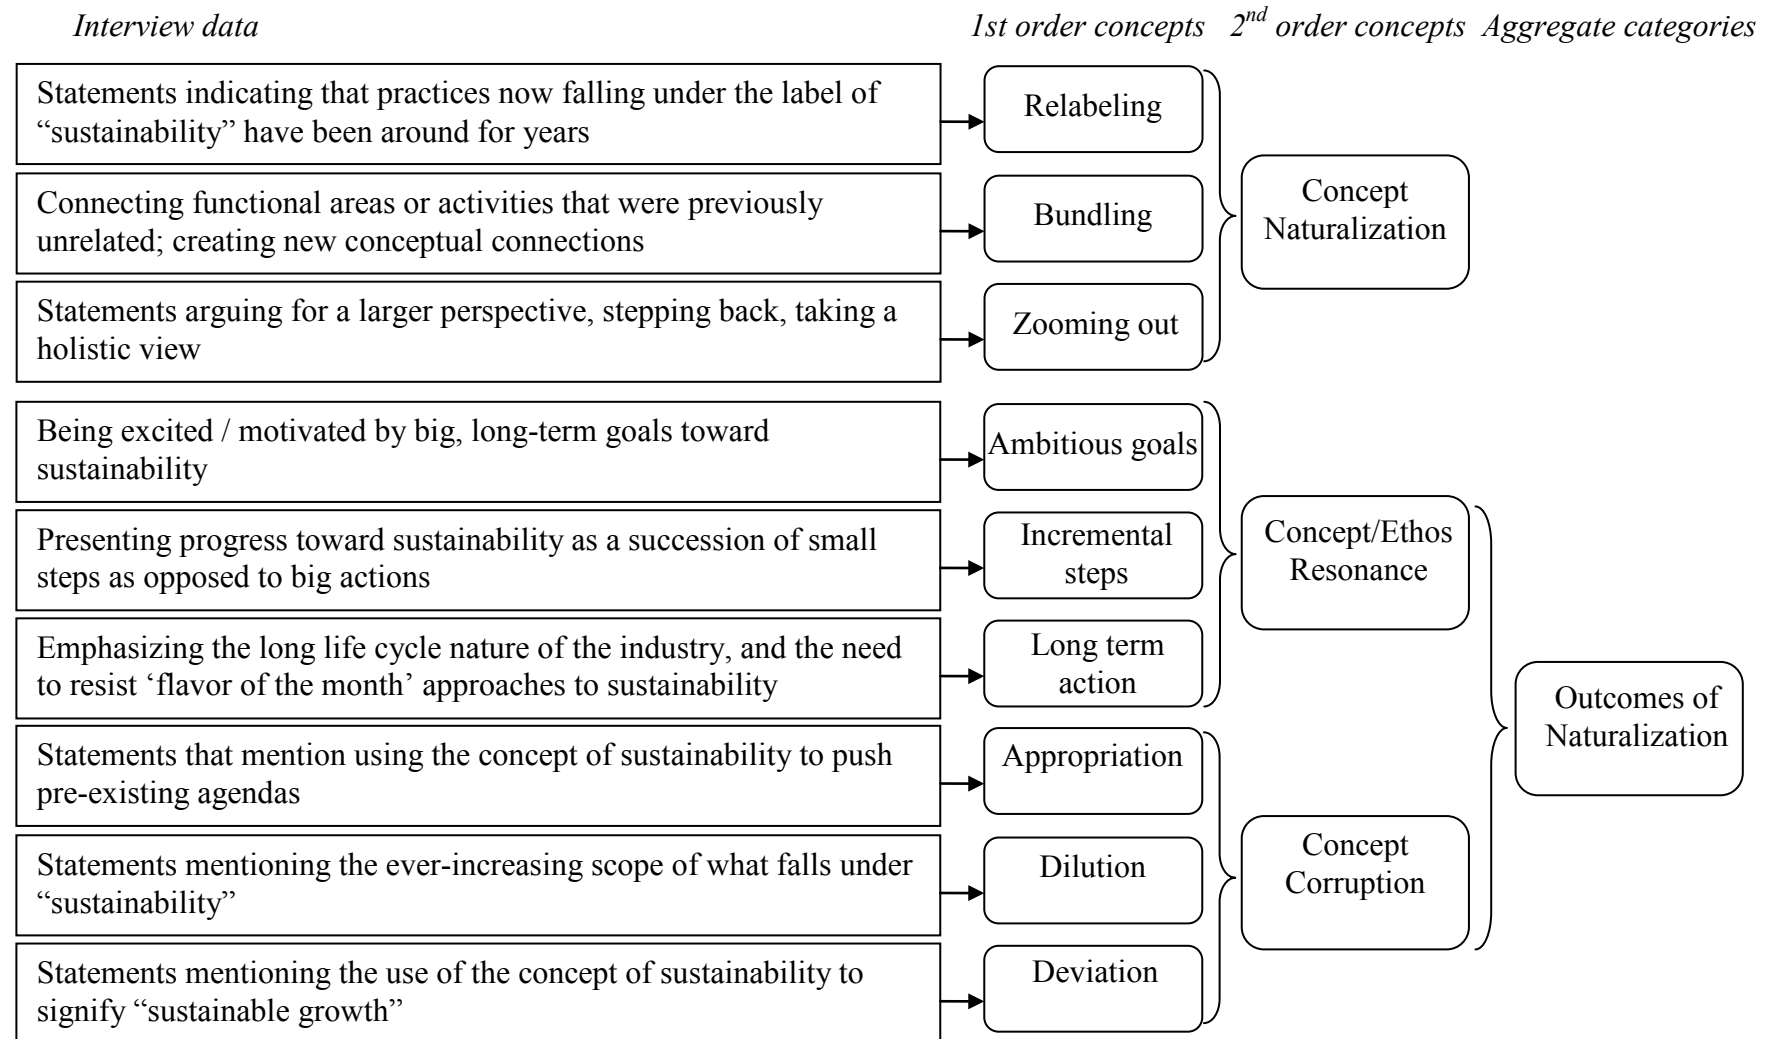 Interview data
1st order concepts
2nd order concepts
Aggregate categories
Statements indicating that practices now falling under the label of
“sustainability” have been around for years
Relabeling
Connecting functional areas or activities that were previously
unrelated; creating new conceptual connections
Bundling
Statements arguing for a larger perspective, stepping back, taking a
holistic view
Zooming out
Concept
Naturalization
Being excited / motivated by big, long-term goals toward
sustainability
Ambitious goals
Presenting progress toward sustainability as a succession of small
steps as opposed to big actions
Incremental
steps
Emphasizing the long life cycle nature of the industry, and the need
to resist ‘flavor of the month’ approaches to sustainability
Long term
action
Concept/Ethos
Resonance
Statements that mention using the concept of sustainability to push
pre-existing agendas
Appropriation
Statements mentioning the ever-increasing scope of what falls under
“sustainability”
Dilution
Statements mentioning the use of the concept of sustainability to
signify “sustainable growth”
Deviation
Concept
Corruption
Outcomes of
Naturalization